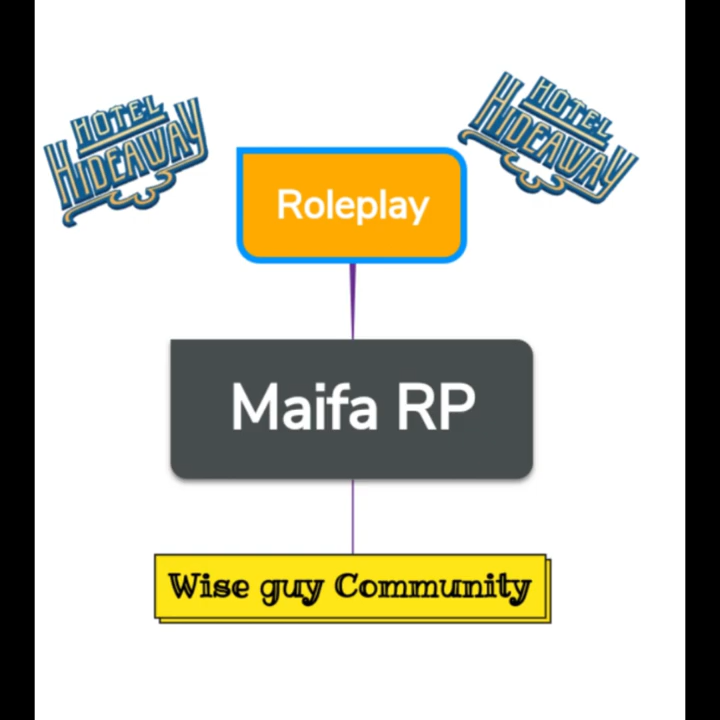 HOTEL
HIDEAWAY
HOTEL
HIDEAWAY
Roleplay
Maifa RP
Wise guy Community